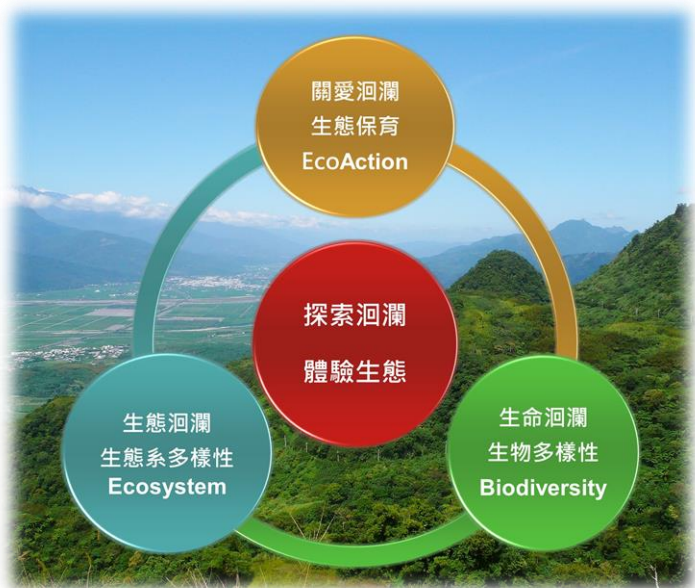 關愛洄瀾
生態保育
EcoAction
探索洄瀾
體驗生態
生態洄瀾
生態系多樣性
Ecosystem
生命洄瀾
生物多樣性
Biodiversity